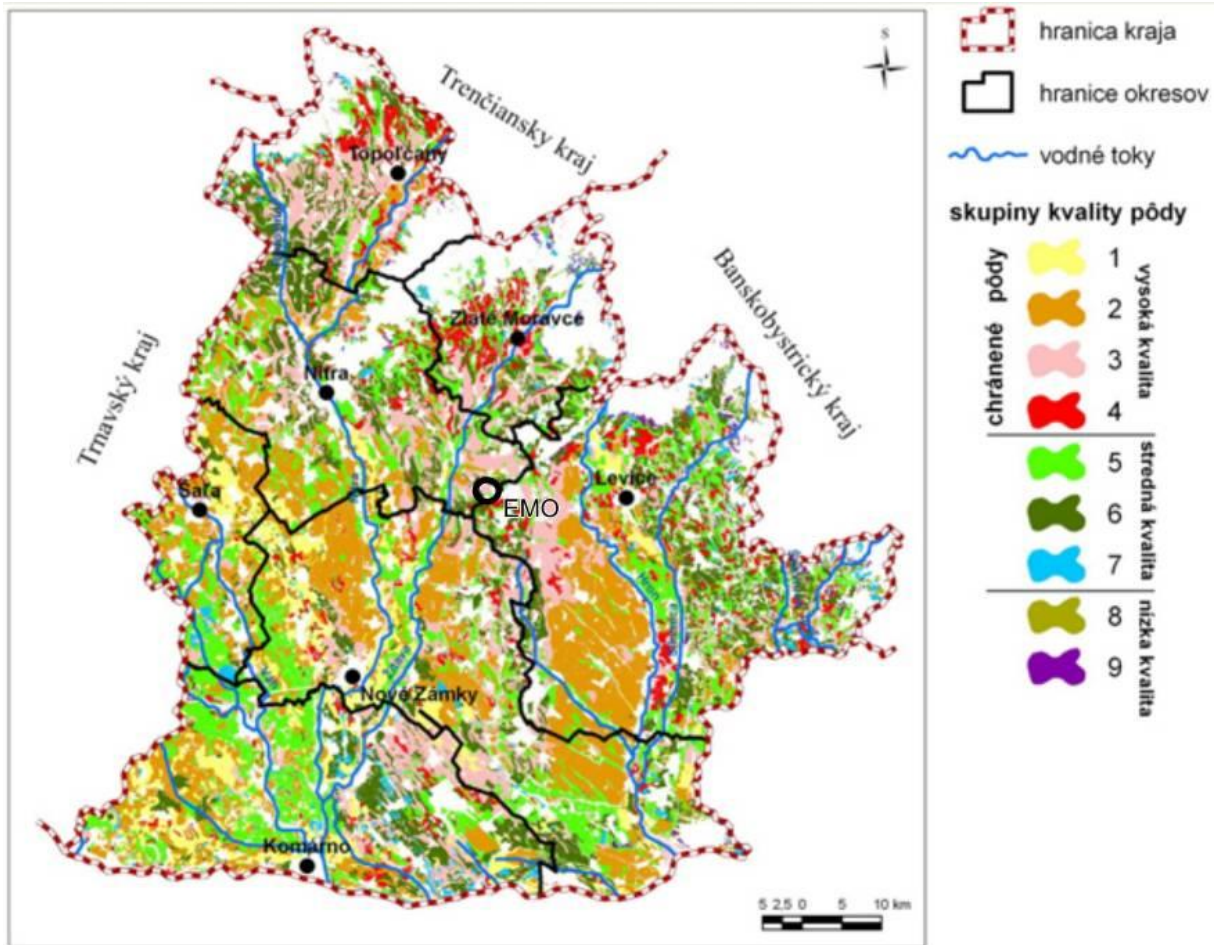 hranica kraja
hranice okresov
vodné toky
skupiny kvality pôdy
chránené pôdy
1
2
3
4
5
6
7
8
9
vysoká kvalita
stredná kvalita
nízka kvalita
S
Trenčiansky kraj
Banskobystrický kraj
Trnavský kraj
Topoľčany
Zlaté Moravce
Nitra
Levice
Šaľa
EMO
Nové Zámky
Komárno
Hron
Žitava
5 2,5 0 5 10 km